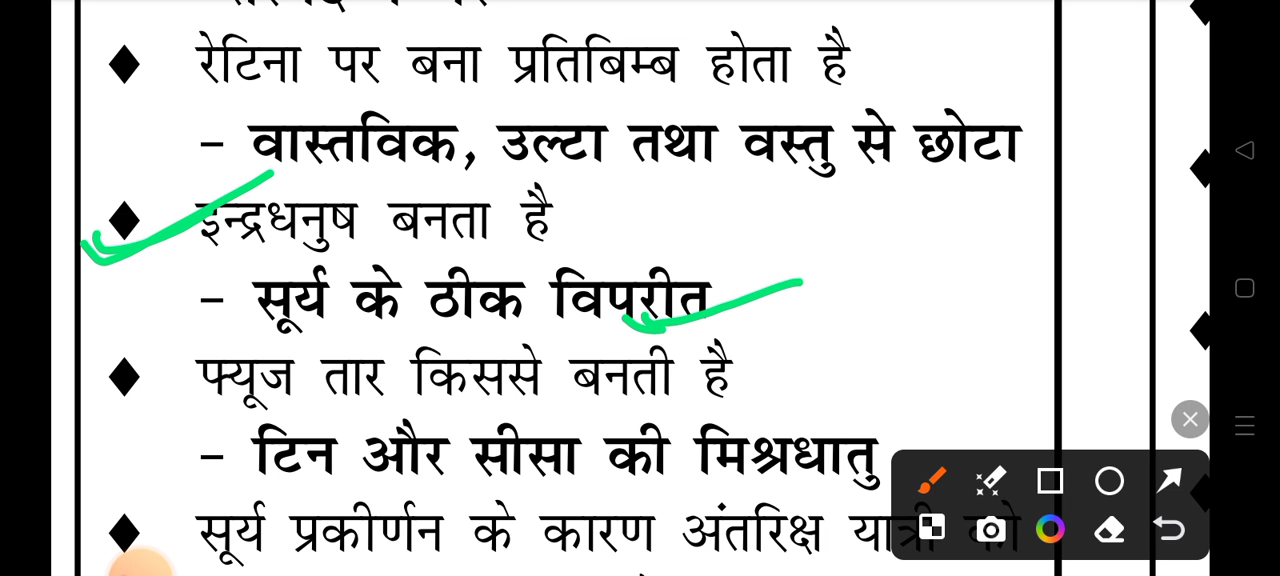 रेटिना पर बना प्रतिबिम्ब होता है
– वास्तविक, उल्टा तथा वस्तु से छोटा
इन्द्रधनुष बनता है
– सूर्य के ठीक विपरीत
फ्यूज तार किससे बनती है
– टिन और सीसा की मिश्रधातु
सूर्य प्रकीर्णन के कारण अंतरिक्ष यात्री को